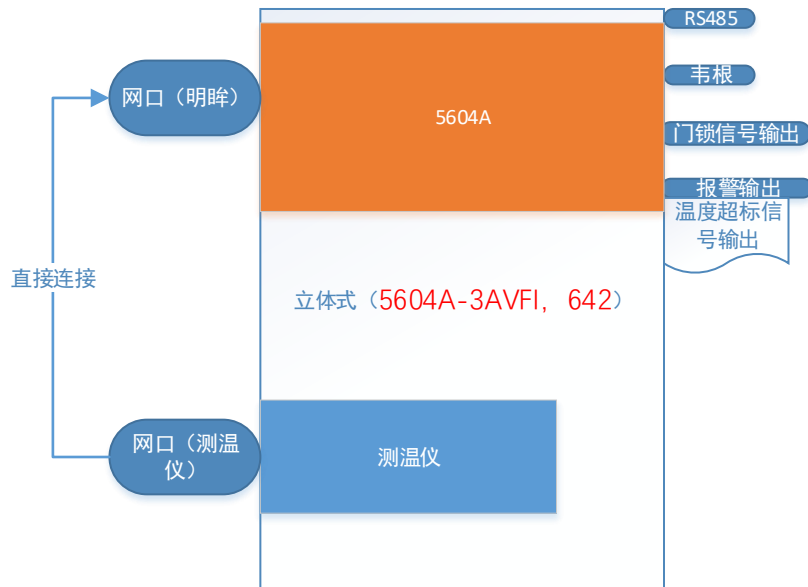 RS485
网口（明眸）
5604A
韦根
门锁信号输出
报警输出
温度超标信
号输出
直接连接
立体式（5604A-3AVFI，642）
网口（测温
仪）
测温仪